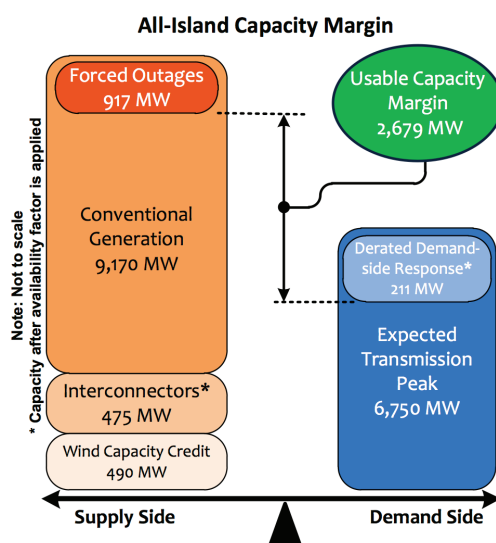 All-Island Capacity Margin
Forced Outages
917 MW
Conventional
Generation
9,170 MW
Interconnectors*
475 MW
Wind Capacity Credit
490 MW
Usable Capacity
Margin
2,679 MW
Derated Demand-
side Response*
211 MW
Expected
Transmission
Peak
6,750 MW
Supply Side
Demand Side
Note: Not to scale
* Capacity after availability factor is applied